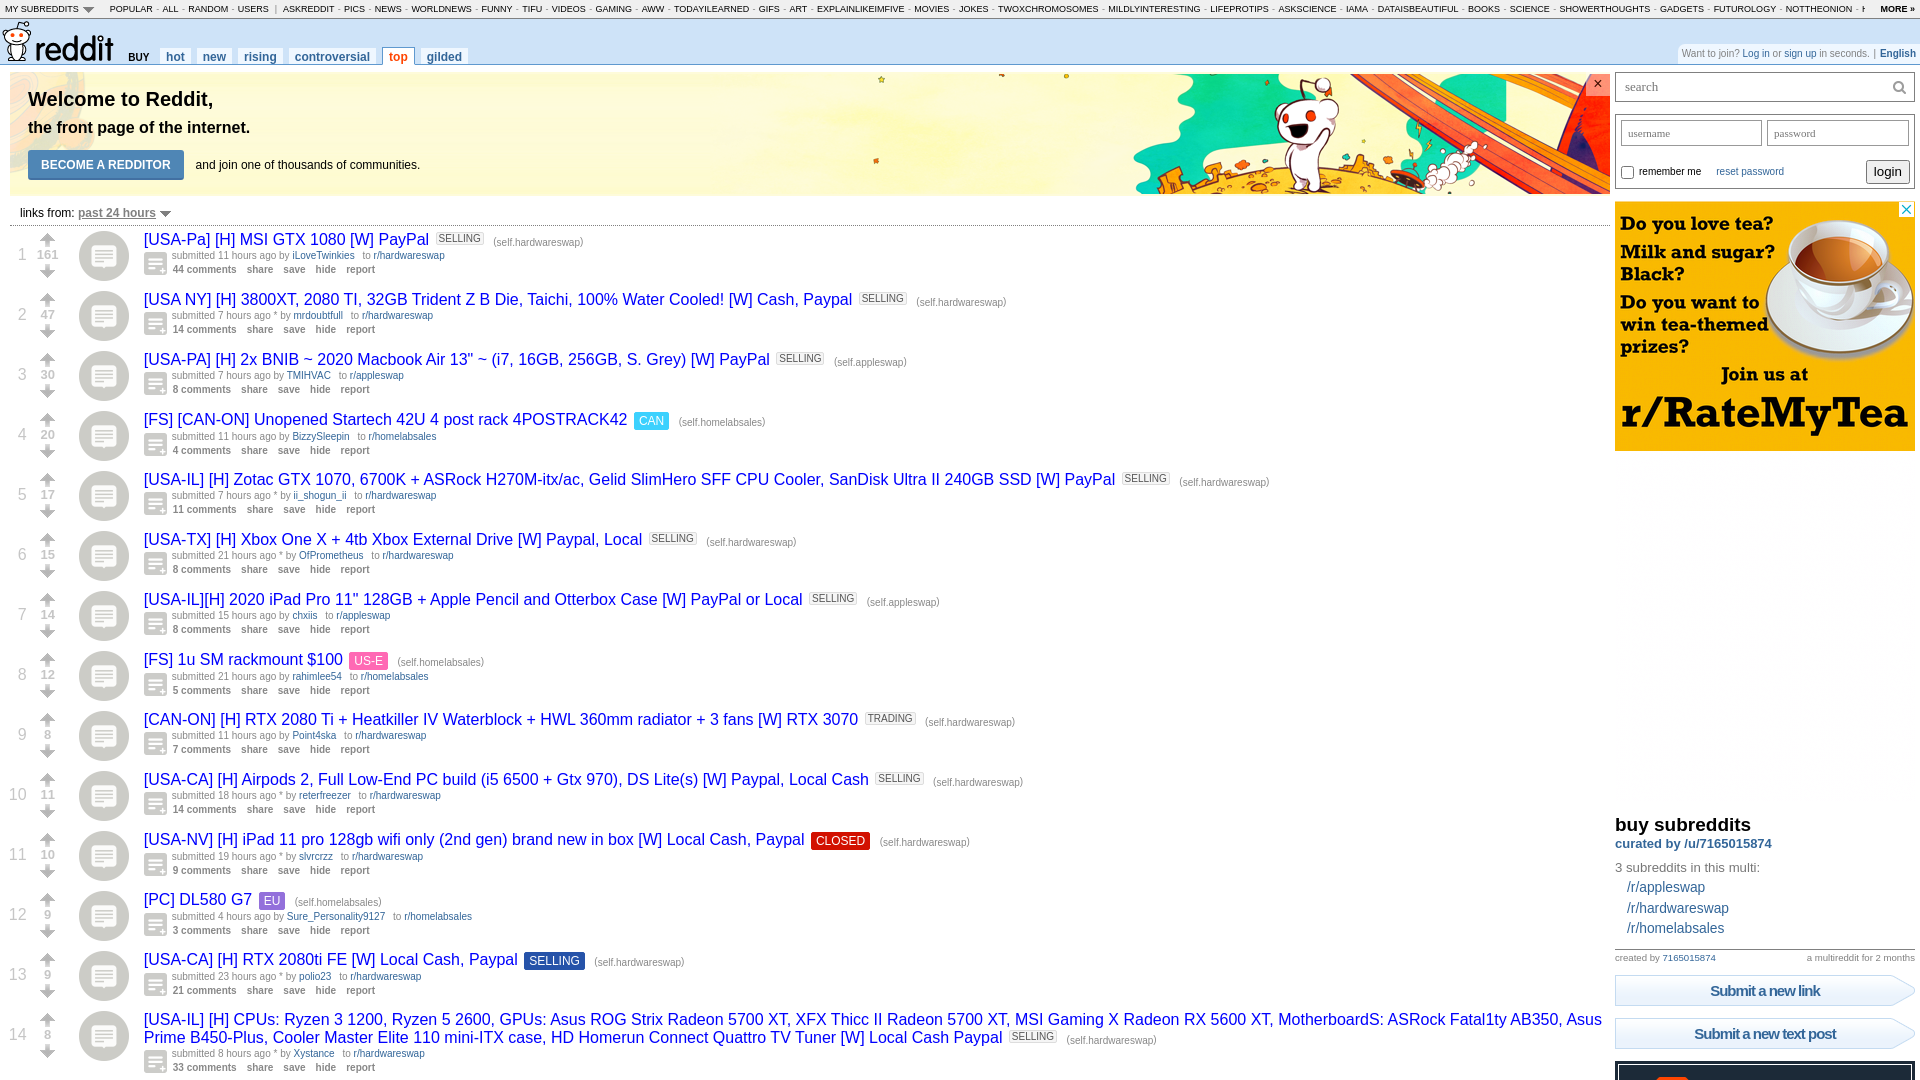 MY SUBREDDITS POPULAR - ALL - RANDOM - USERS | ASKREDDIT - PICS - NEWS - WORLDNEWS - FUNNY - TIFU - VIDEOS - GAMING - AWW - TODAYILEARNED - GIFS - ART - EXPLAINLIKEIMFIVE - MOVIES - JOKES - TWOXCHROMOSOMES - MILDLYINTERESTING - LIFEPROTIPS - ASKSCIENCE - IAMA - DATAISBEAUTIFUL - BOOKS - SCIENCE - SHOWERTHOUGHTS - GADGETS - FUTUROLOGY - NOTTHEONION - MORE »
reddit BUY hot new rising controversial top gilded
Want to join? Log in or sign up in seconds. | English
Welcome to Reddit,
the front page of the internet.
BECOME A REDDITOR and join one of thousands of communities.
×
links from: past 24 hours
1 161 [USA-Pa] [H] MSI GTX 1080 [W] PayPal SELLING (self.hardwareswap)
submitted 11 hours ago by iLoveTwinkies to r/hardwareswap
44 comments share save hide report
2 47 [USA NY] [H] 3800XT, 2080 TI, 32GB Trident Z B Die, Taichi, 100% Water Cooled! [W] Cash, Paypal SELLING (self.hardwareswap)
submitted 7 hours ago * by mrdoubtfull to r/hardwareswap
14 comments share save hide report
3 30 [USA-PA] [H] 2x BNIB ~ 2020 Macbook Air 13" ~ (i7, 16GB, 256GB, S. Grey) [W] PayPal SELLING (self.appleswap)
submitted 7 hours ago by TMIHVAC to r/appleswap
8 comments share save hide report
4 20 [FS] [CAN-ON] Unopened Startech 42U 4 post rack 4POSTRACK42 CAN (self.homelabsales)
submitted 11 hours ago by BizzySleepin to r/homelabsales
4 comments share save hide report
5 17 [USA-IL] [H] Zotac GTX 1070, 6700K + ASRock H270M-itx/ac, Gelid SlimHero SFF CPU Cooler, SanDisk Ultra II 240GB SSD [W] PayPal SELLING (self.hardwareswap)
submitted 7 hours ago * by ii_shogun_ii to r/hardwareswap
11 comments share save hide report
6 15 [USA-TX] [H] Xbox One X + 4tb Xbox External Drive [W] Paypal, Local SELLING (self.hardwareswap)
submitted 21 hours ago * by OfPrometheus to r/hardwareswap
8 comments share save hide report
7 14 [USA-IL][H] 2020 iPad Pro 11" 128GB + Apple Pencil and Otterbox Case [W] PayPal or Local SELLING (self.appleswap)
submitted 15 hours ago by chxiis to r/appleswap
8 comments share save hide report
8 12 [FS] 1u SM rackmount $100 US-E (self.homelabsales)
submitted 21 hours ago by rahimlee54 to r/homelabsales
5 comments share save hide report
9 8 [CAN-ON] [H] RTX 2080 Ti + Heatkiller IV Waterblock + HWL 360mm radiator + 3 fans [W] RTX 3070 TRADING (self.hardwareswap)
submitted 11 hours ago by Point4ska to r/hardwareswap
7 comments share save hide report
10 11 [USA-CA] [H] Airpods 2, Full Low-End PC build (i5 6500 + Gtx 970), DS Lite(s) [W] Paypal, Local Cash SELLING (self.hardwareswap)
submitted 18 hours ago * by reterfreezer to r/hardwareswap
14 comments share save hide report
11 10 [USA-NV] [H] iPad 11 pro 128gb wifi only (2nd gen) brand new in box [W] Local Cash, Paypal CLOSED (self.hardwareswap)
submitted 19 hours ago * by slvrcrzz to r/hardwareswap
9 comments share save hide report
12 9 [PC] DL580 G7 EU (self.homelabsales)
submitted 4 hours ago by Sure_Personality9127 to r/homelabsales
3 comments share save hide report
13 9 [USA-CA] [H] RTX 2080ti FE [W] Local Cash, Paypal SELLING (self.hardwareswap)
submitted 23 hours ago * by polio23 to r/hardwareswap
21 comments share save hide report
14 8 [USA-IL] [H] CPUs: Ryzen 3 1200, Ryzen 5 2600, GPUs: Asus ROG Strix Radeon 5700 XT, XFX Thicc II Radeon 5700 XT, MSI Gaming X Radeon RX 5600 XT, MotherboardS: ASRock Fatal1ty AB350, Asus
Prime B450-Plus, Cooler Master Elite 110 mini-ITX case, HD Homerun Connect Quattro TV Tuner [W] Local Cash Paypal SELLING (self.hardwareswap)
submitted 8 hours ago * by Xystance to r/hardwareswap
33 comments share save hide report
search
username password
remember me reset password login
Do you love tea?
Milk and sugar?
Black?
Do you want to
win tea-themed
prizes?
Join us at
r/RateMyTea
buy subreddits
curated by /u/7165015874
3 subreddits in this multi:
/r/appleswap
/r/hardwareswap
/r/homelabsales
created by 7165015874 a multireddit for 2 months
Submit a new link
Submit a new text post